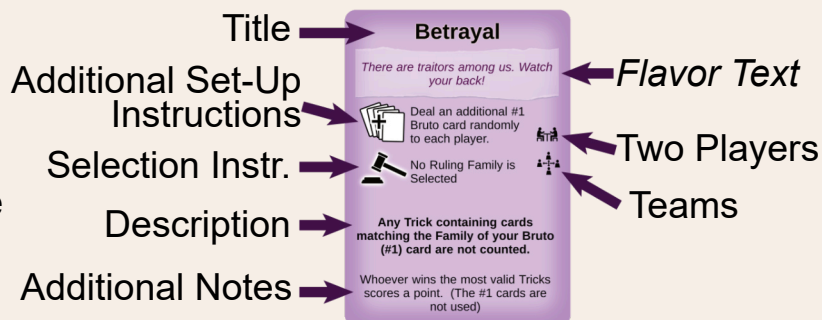 Title
Additional Set-Up
Instructions
Selection Instr.
e
Description
Additional Notes
Betrayal
There are traitors among us. Watch
your back!
Deal an additional #1
Bruto card randomly
to each player.
No Ruling Family is
Selected
Any Trick containing cards
matching the Family of your Bruto
(#1) card are not counted.
Whoever wins the most valid Tricks
scores a point. (The #1 cards are
not used)
Flavor Text
Two Players
Teams